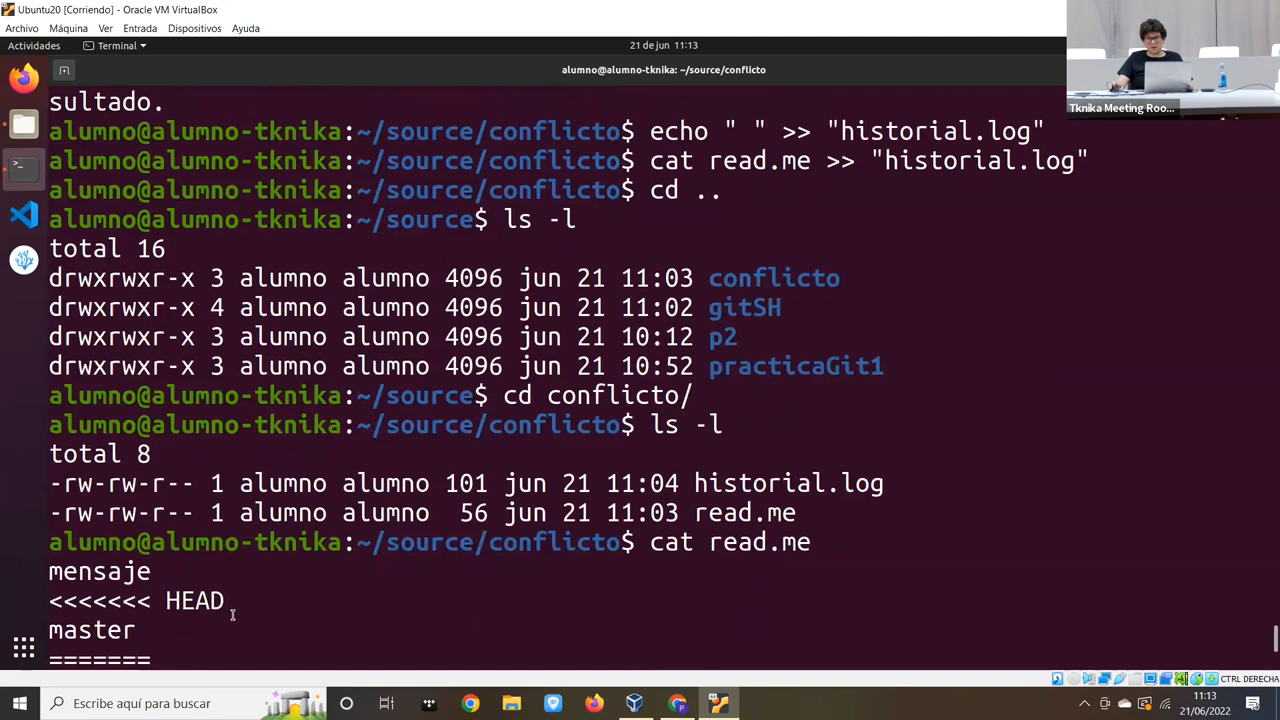 Ubuntu20 [Corriendo] - Oracle VM VirtualBox
Archivo Máquina Ver Entrada Dispositivos Ayuda
Actividades Terminal 21 de jun 11:13
alumno@alumno-tknika: ~/source/conflicto
Tknika Meeting Roo...
sultado.
alumno@alumno-tknika:~/source/conflicto$ echo " " >> "historial.log"
alumno@alumno-tknika:~/source/conflicto$ cat read.me >> "historial.log"
alumno@alumno-tknika:~/source/conflicto$ cd ..
alumno@alumno-tknika:~/source$ ls -l
total 16
drwxrwxr-x 3 alumno alumno 4096 jun 21 11:03 conflicto
drwxrwxr-x 4 alumno alumno 4096 jun 21 11:02 gitSH
drwxrwxr-x 3 alumno alumno 4096 jun 21 10:12 p2
drwxrwxr-x 3 alumno alumno 4096 jun 21 10:52 practicaGit1
alumno@alumno-tknika:~/source$ cd conflicto/
alumno@alumno-tknika:~/source/conflicto$ ls -l
total 8
-rw-rw-r-- 1 alumno alumno 101 jun 21 11:04 historial.log
-rw-rw-r-- 1 alumno alumno  56 jun 21 11:03 read.me
alumno@alumno-tknika:~/source/conflicto$ cat read.me
mensaje
<<<<<<< HEAD
master
=======
CTRL DERECHA
Escribe aquí para buscar
11:13
21/06/2022